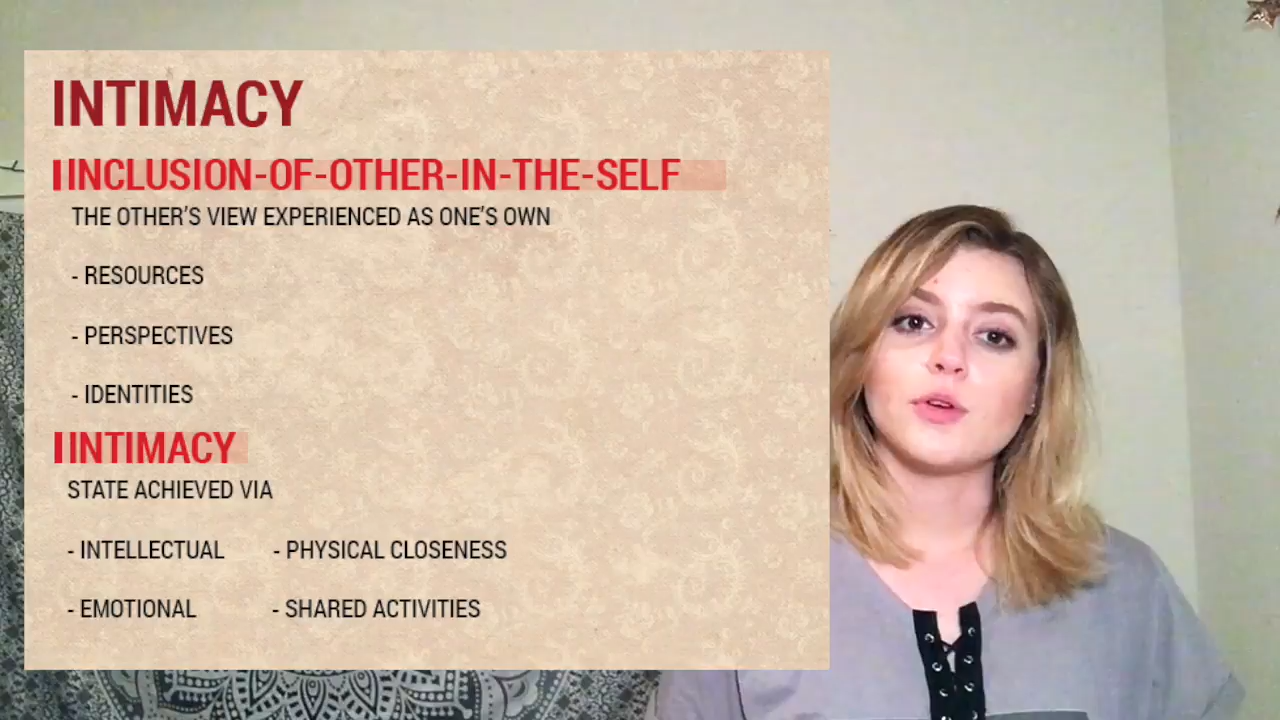 INTIMACY
INCLUSION-OF-OTHER-IN-THE-SELF
THE OTHER'S VIEW EXPERIENCED AS ONE'S OWN
- RESOURCES
- PERSPECTIVES
- IDENTITIES
INTIMACY
STATE ACHIEVED VIA
- INTELLECTUAL - PHYSICAL CLOSENESS
- EMOTIONAL - SHARED ACTIVITIES